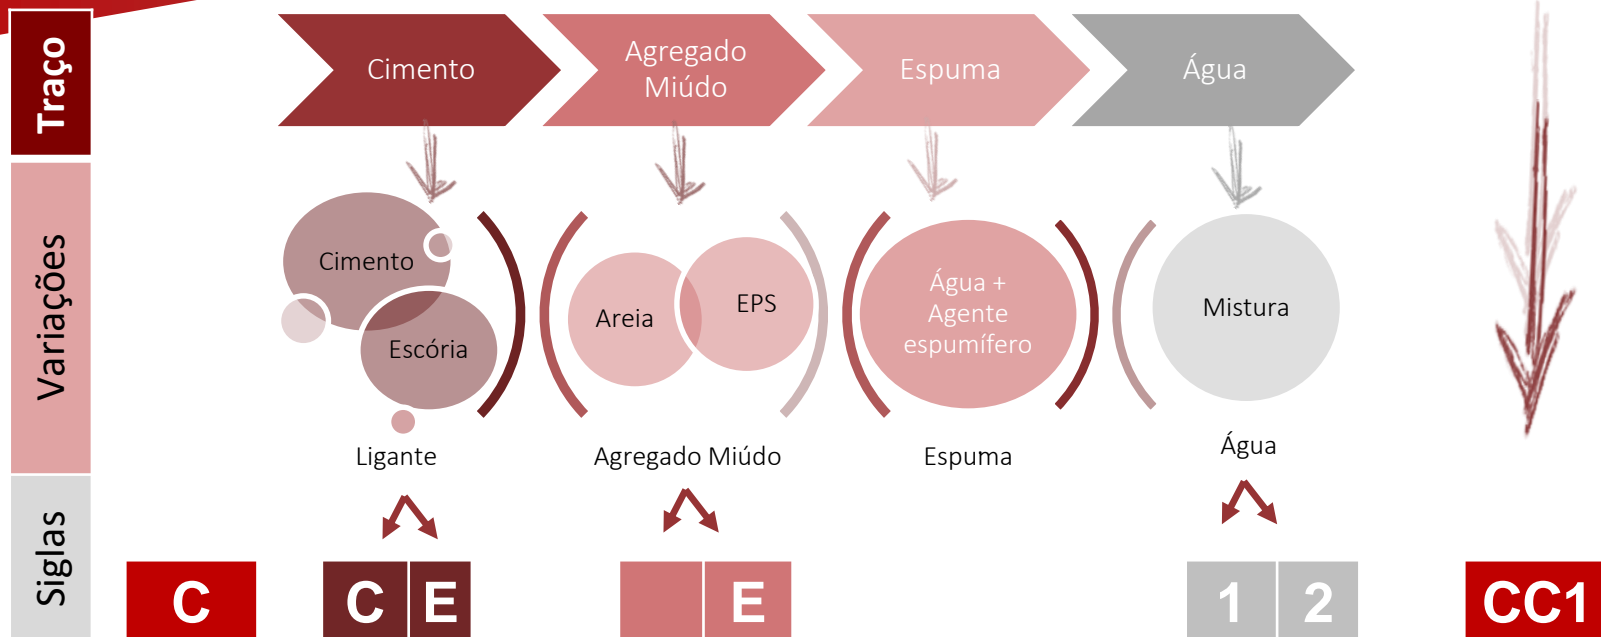 Traço
Cimento
Agregado
Miúdo
Espuma
Água
Variações
Cimento
Escória
Areia
EPS
Água +
Agente
espumífero
Mistura
Ligante
Agregado Miúdo
Espuma
Água
Siglas
C
C E
E
1 2
CC1